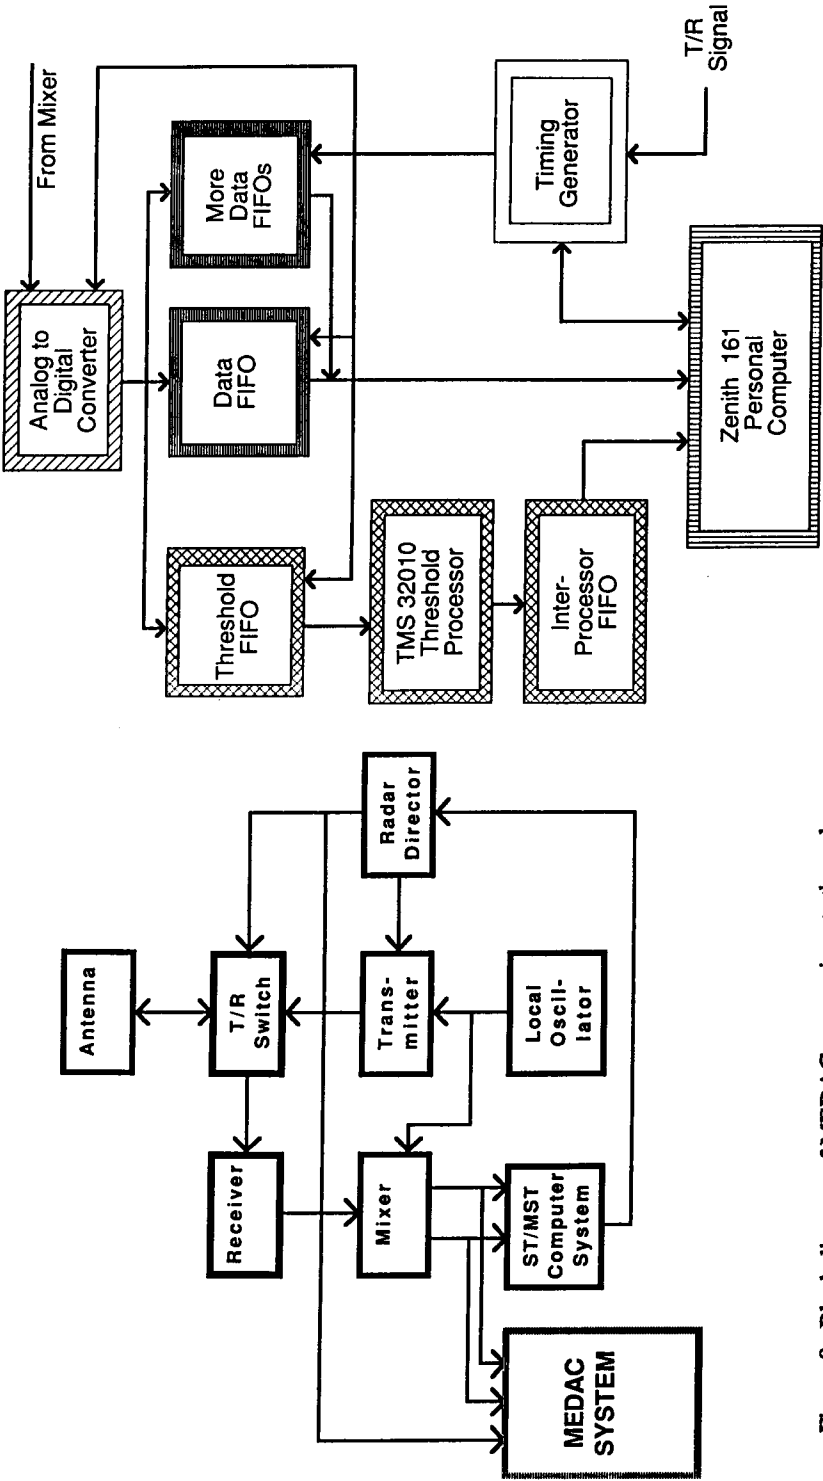 Antenna
T/R
Switch
Receiver
Trans-
mitter
Radar
Director
Mixer
Local
Oscil-
lator
ST/MST
Computer
System
MEDAC
SYSTEM
From Mixer
Analog to
Digital
Converter
Threshold
FIFO
Data
FIFO
More
Data
FIFOs
TMS 32010
Threshold
Processor
Inter-
Processor
FIFO
Timing
Generator
T/R
Signal
Zenith 161
Personal
Computer